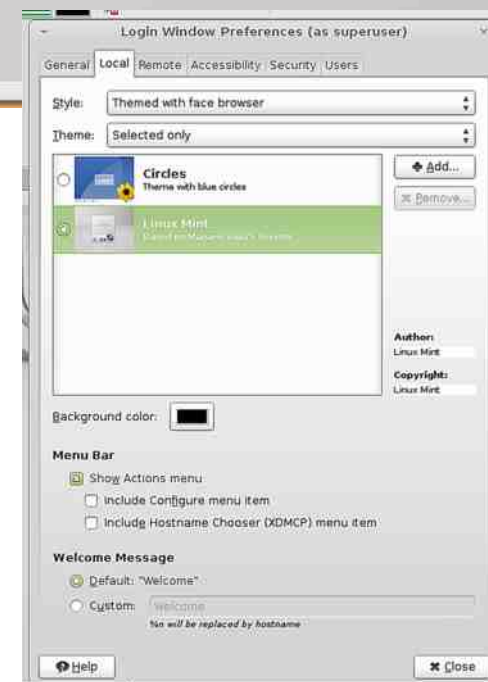 Login Window Preferences (as superuser)
General Local Remote Accessibility Security Users
Style: Themed with face browser
Theme: Selected only
Circles
Theme with blue circles
Add...
Remove...
Linux Mint
Author:
Linux Mint
Copyright:
Linux Mint
Background color:
Menu Bar
Show Actions menu
Include Configure menu item
Include Hostname Chooser (XDMCP) menu item
Welcome Message
Default: "Welcome"
Custom: Welcome
%n will be replaced by hostname
Help Close